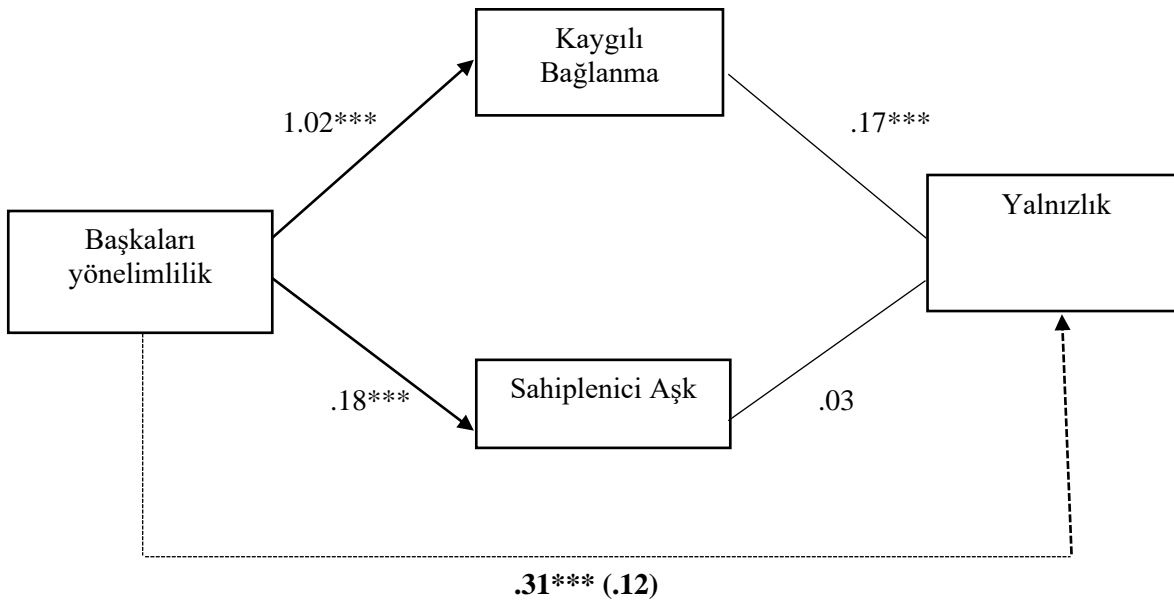 Kaygılı
Bağlanma
1.02***
.17***
Yalnızlık
Başkaları
yönelimlilik
Sahiplenici Aşk
.18***
.03
.31*** (.12)